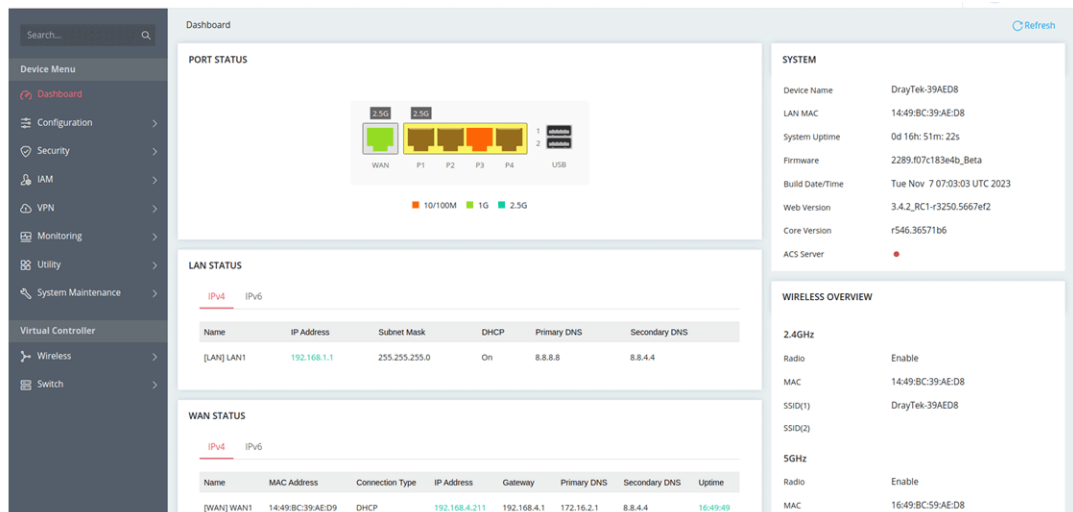 Search...
Device Menu
Dashboard
Configuration
Security
IAM
VPN
Monitoring
Utility
System Maintenance
Virtual Controller
Wireless
Switch
Dashboard
Refresh
PORT STATUS
2.5G 2.5G
1
2
WAN P1 P2 P3 P4 USB
10/100M 1G 2.5G
LAN STATUS
IPv4 IPv6
Name IP Address Subnet Mask DHCP Primary DNS Secondary DNS
[LAN] LAN1 192.168.1.1 255.255.255.0 On 8.8.8.8 8.8.4.4
WAN STATUS
IPv4 IPv6
Name MAC Address Connection Type IP Address Gateway Primary DNS Secondary DNS Uptime
[WAN] WAN1 14:49:BC:39:AE:D9 DHCP 192.168.4.211 192.168.4.1 172.16.2.1 8.8.4.4 16:49:49
SYSTEM
Device Name DrayTek-39AED8
LAN MAC 14:49:BC:39:AE:D8
System Uptime 0d 16h: 51m: 22s
Firmware 2289.f07c183e4b_Beta
Build Date/Time Tue Nov 7 07:03:03 UTC 2023
Web Version 3.4.2_RC1-r3250.5667ef2
Core Version r546.36571b6
ACS Server
WIRELESS OVERVIEW
2.4GHz
Radio Enable
MAC 14:49:BC:39:AE:D8
SSID(1) DrayTek-39AED8
SSID(2)
5GHz
Radio Enable
MAC 16:49:BC:59:AE:D8